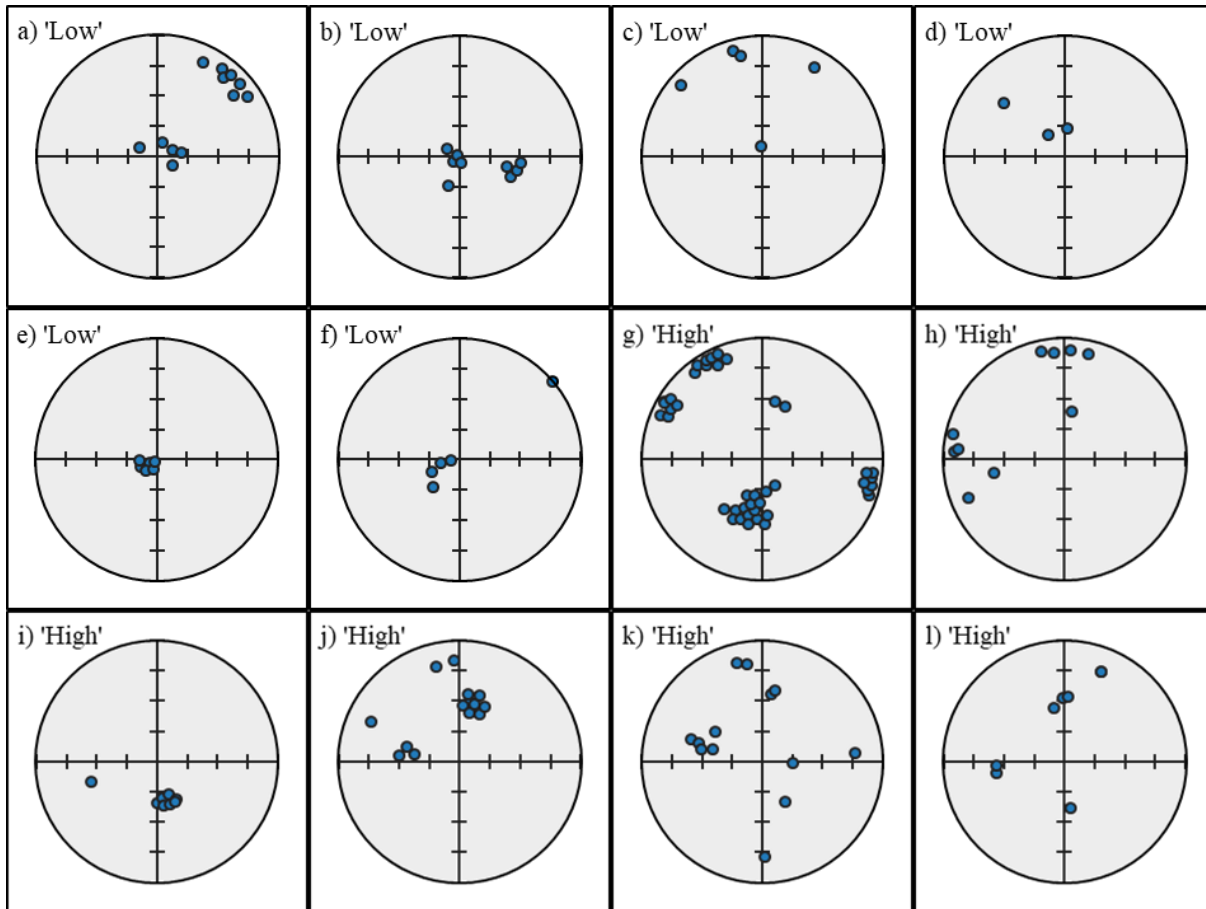 a) 'Low'
b) 'Low'
c) 'Low'
d) 'Low'
e) 'Low'
f) 'Low'
g) 'High'
h) 'High'
i) 'High'
j) 'High'
k) 'High'
l) 'High'